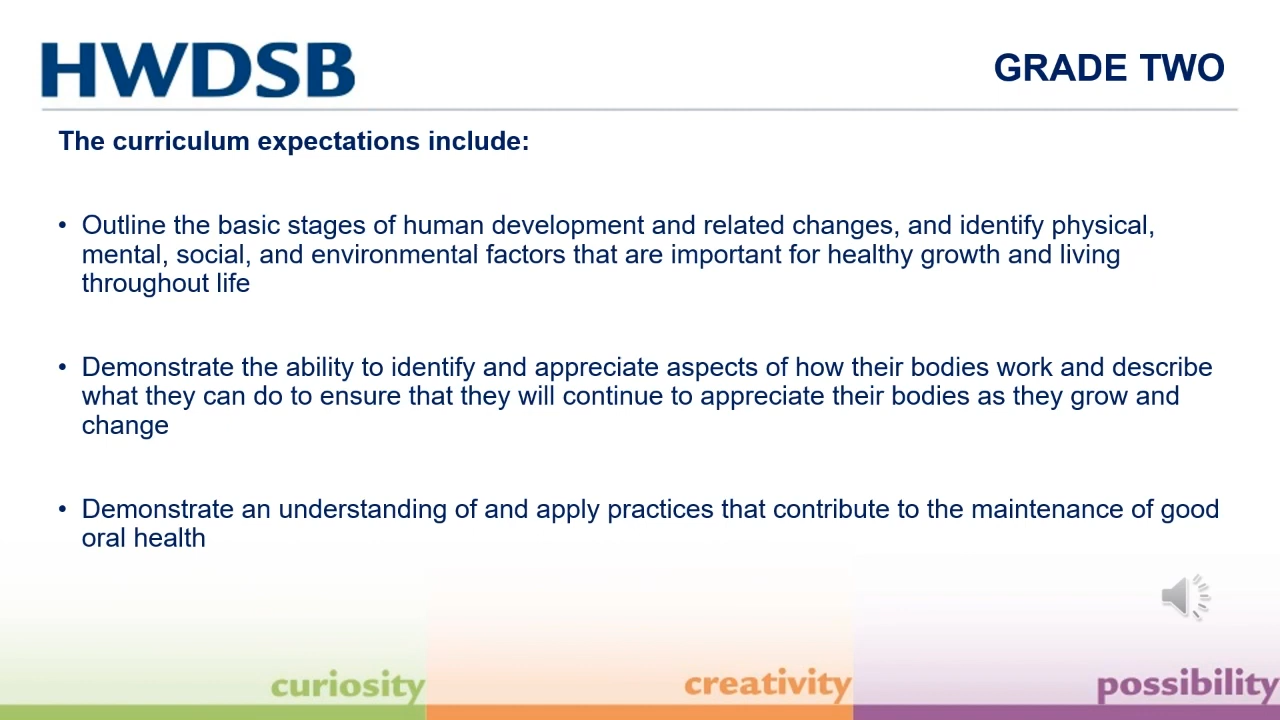 HWDSB
GRADE TWO
The curriculum expectations include:
• Outline the basic stages of human development and related changes, and identify physical,
mental, social, and environmental factors that are important for healthy growth and living
throughout life
• Demonstrate the ability to identify and appreciate aspects of how their bodies work and describe
what they can do to ensure that they will continue to appreciate their bodies as they grow and
change
• Demonstrate an understanding of and apply practices that contribute to the maintenance of good
oral health
curiosity
creativity
possibility